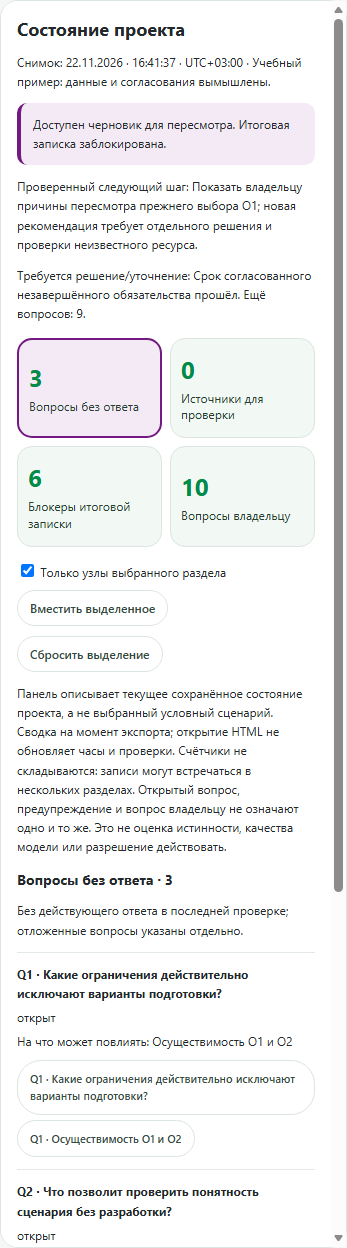 Состояние проекта
Снимок: 22.11.2026 · 16:41:37 · UTC+03:00 · Учебный
пример: данные и согласования вымышлены.
Доступен черновик для пересмотра. Итоговая
записка заблокирована.
Проверенный следующий шаг: Показать владельцу
причины пересмотра прежнего выбора O1; новая
рекомендация требует отдельного решения и
проверки неизвестного ресурса.
Требуется решение/уточнение: Срок согласованного
незавершённого обязательства прошёл. Ещё
вопросов: 9.
3
Вопросы без ответа
0
Источники для
проверки
6
Блокеры итоговой
записки
10
Вопросы владельцу
Только узлы выбранного раздела
Вместить выделенное
Сбросить выделение
Панель описывает текущее сохранённое состояние
проекта, а не выбранный условный сценарий.
Сводка на момент экспорта; открытие HTML не
обновляет часы и проверки. Счётчики не
складываются: записи могут встречаться в
нескольких разделах. Открытый вопрос,
предупреждение и вопрос владельцу не означают
одно и то же. Это не оценка истинности, качества
модели или разрешение действовать.
Вопросы без ответа · 3
Без действующего ответа в последней проверке;
отложенные вопросы указаны отдельно.
Q1 · Какие ограничения действительно
исключают варианты подготовки?
открыт
На что может повлиять: Осуществимость O1 и O2
Q1 · Какие ограничения действительно исключают
варианты подготовки?
Q1 · Осуществимость O1 и O2
Q2 · Что позволит проверить понятность
сценария без разработки?
открыт